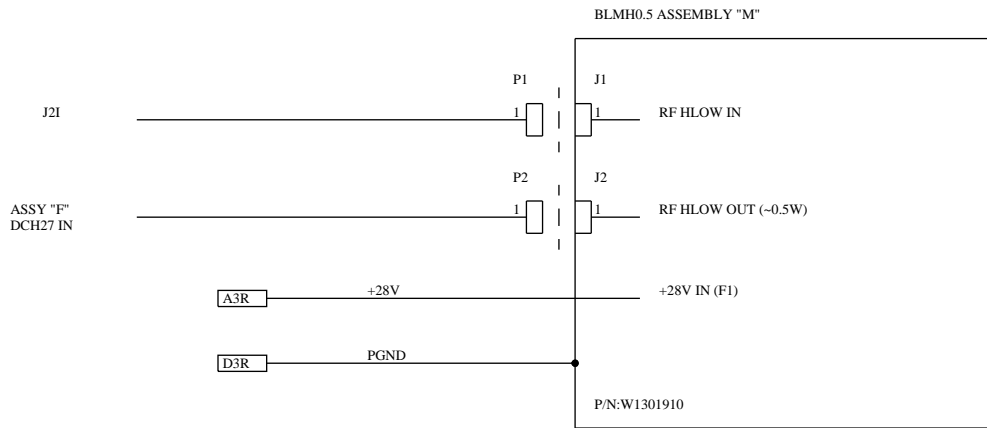 BLMH0.5 ASSEMBLY "M"
P1 J1
J2I 1 1 RF HLOW IN
P2 J2
ASSY "F"
DCH27 IN
1 1 RF HLOW OUT (~0.5W)
A3R +28V +28V IN (F1)
D3R PGND
P/N:W1301910